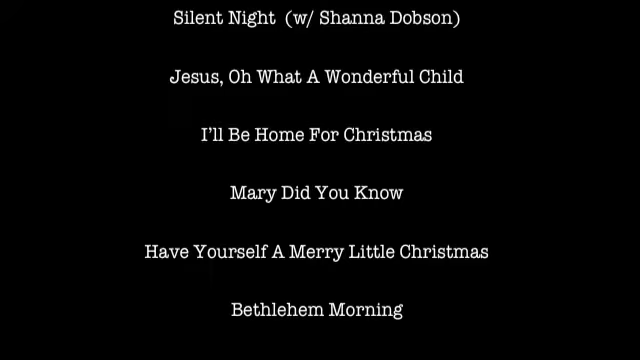 Silent Night  (w/ Shanna Dobson)
Jesus, Oh What A Wonderful Child
I'll Be Home For Christmas
Mary Did You Know
Have Yourself A Merry Little Christmas
Bethlehem Morning